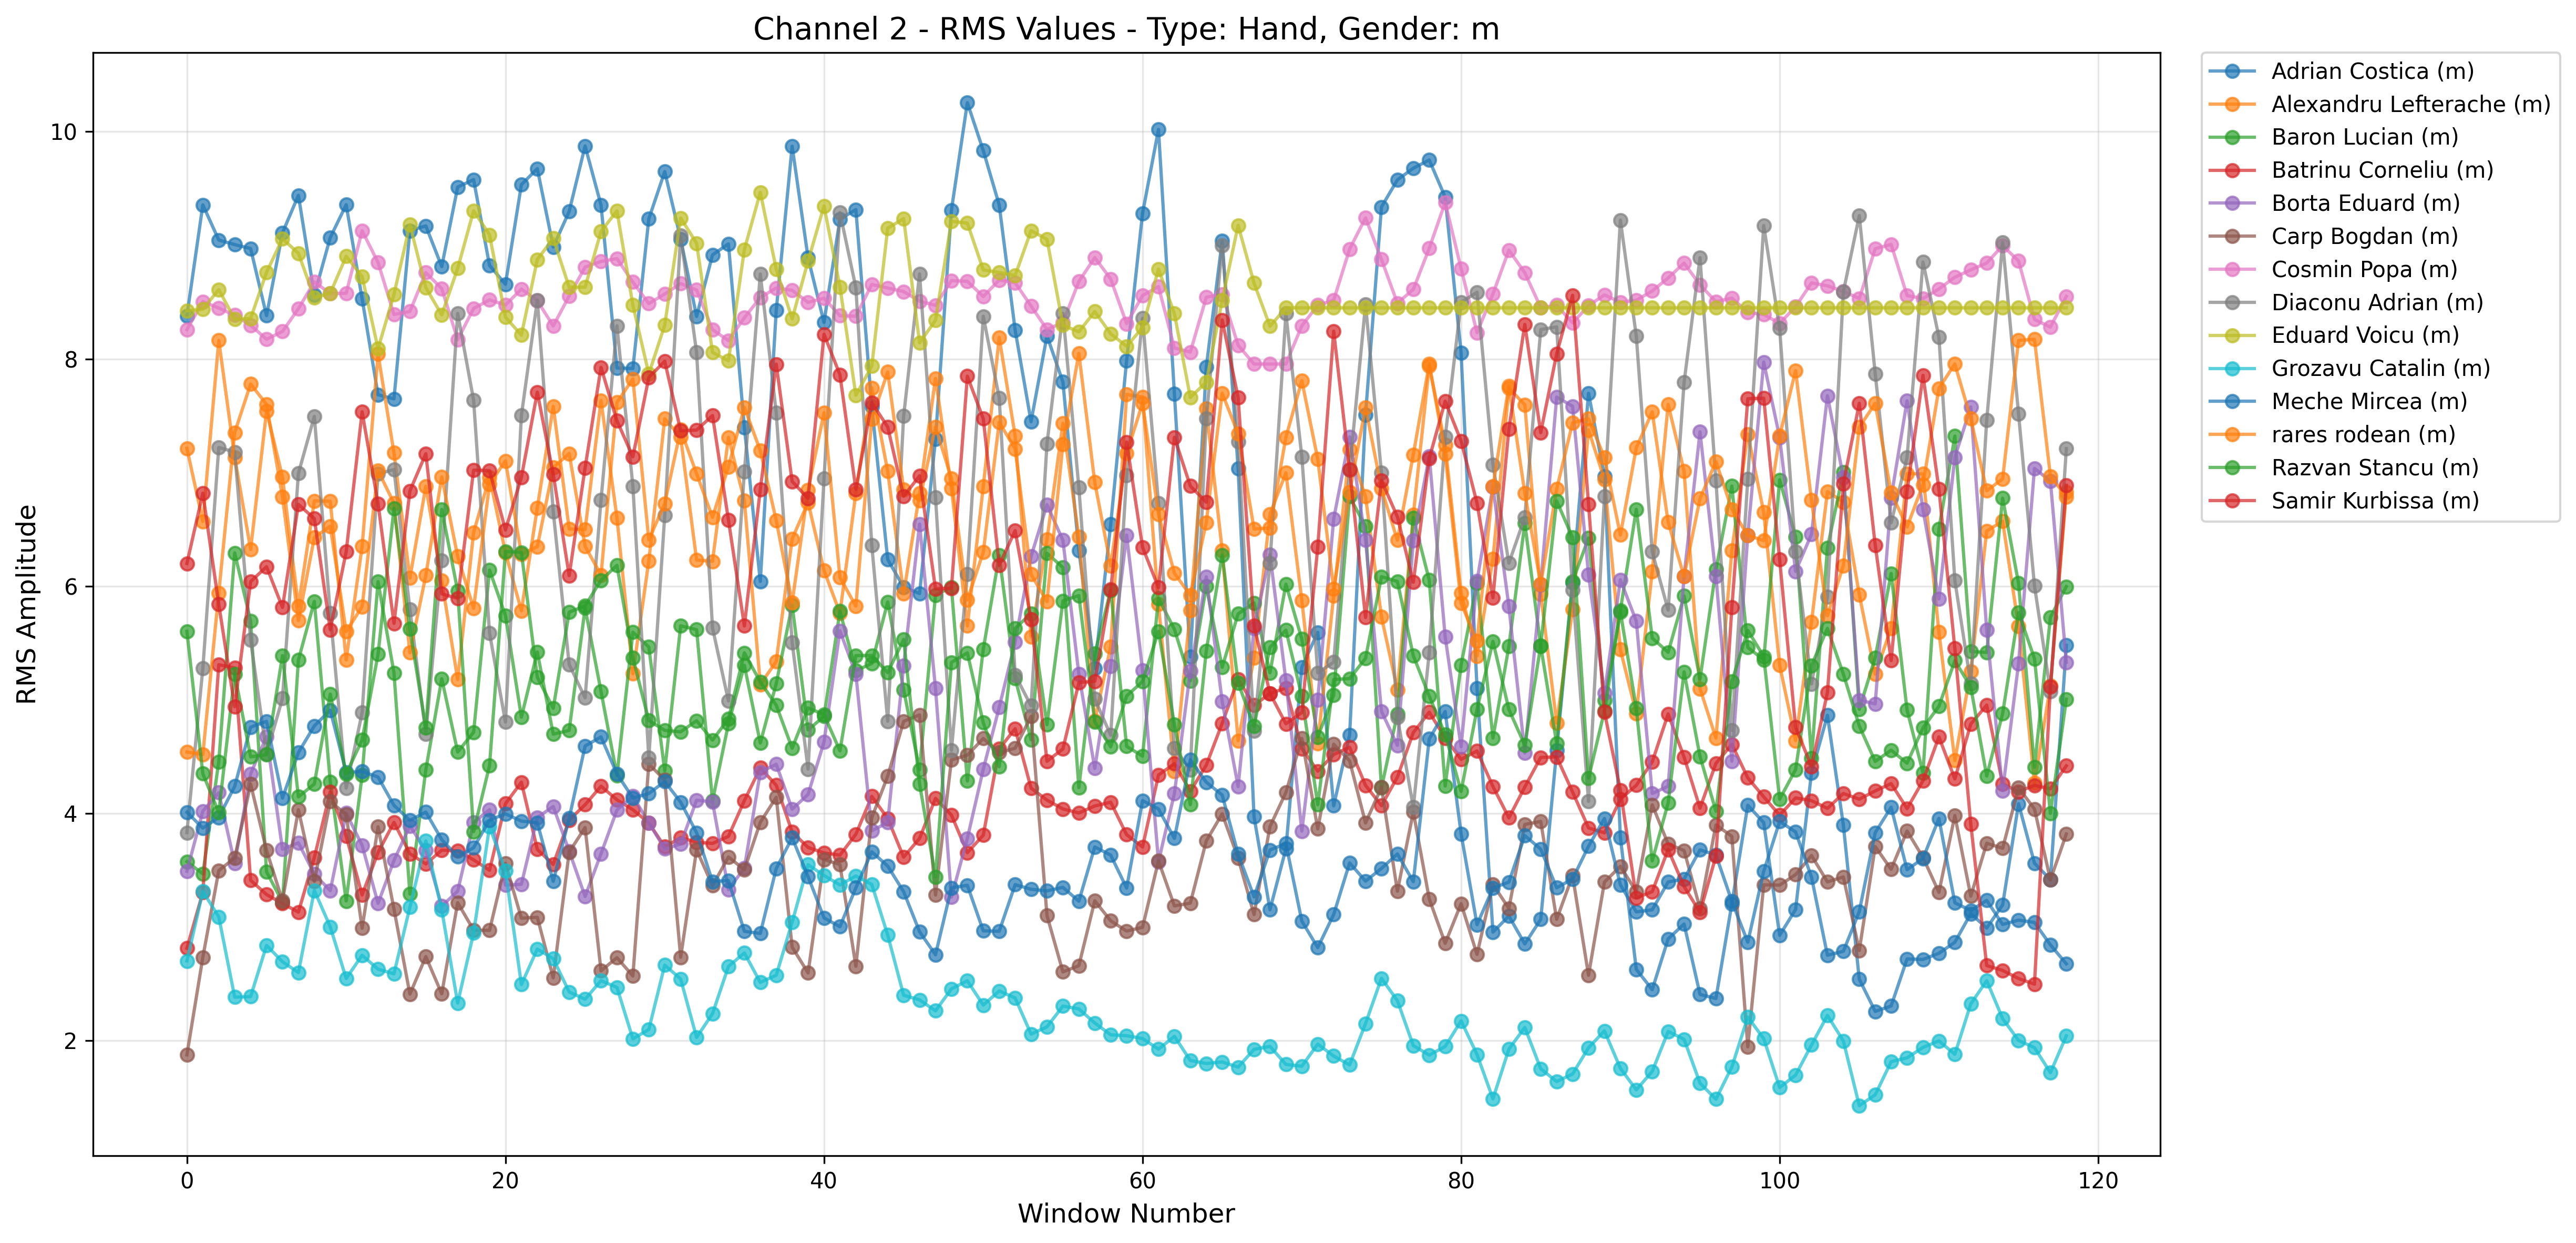 Channel 2 - RMS Values - Type: Hand, Gender: m
RMS Amplitude
10
8
6
4
2
0
20
40
60
80
100
120
Window Number
Adrian Costica (m)
Alexandru Lefterache (m)
Baron Lucian (m)
Batrinu Corneliu (m)
Borta Eduard (m)
Carp Bogdan (m)
Cosmin Popa (m)
Diaconu Adrian (m)
Eduard Voicu (m)
Grozavu Catalin (m)
Meche Mircea (m)
rares rodean (m)
Razvan Stancu (m)
Samir Kurbissa (m)